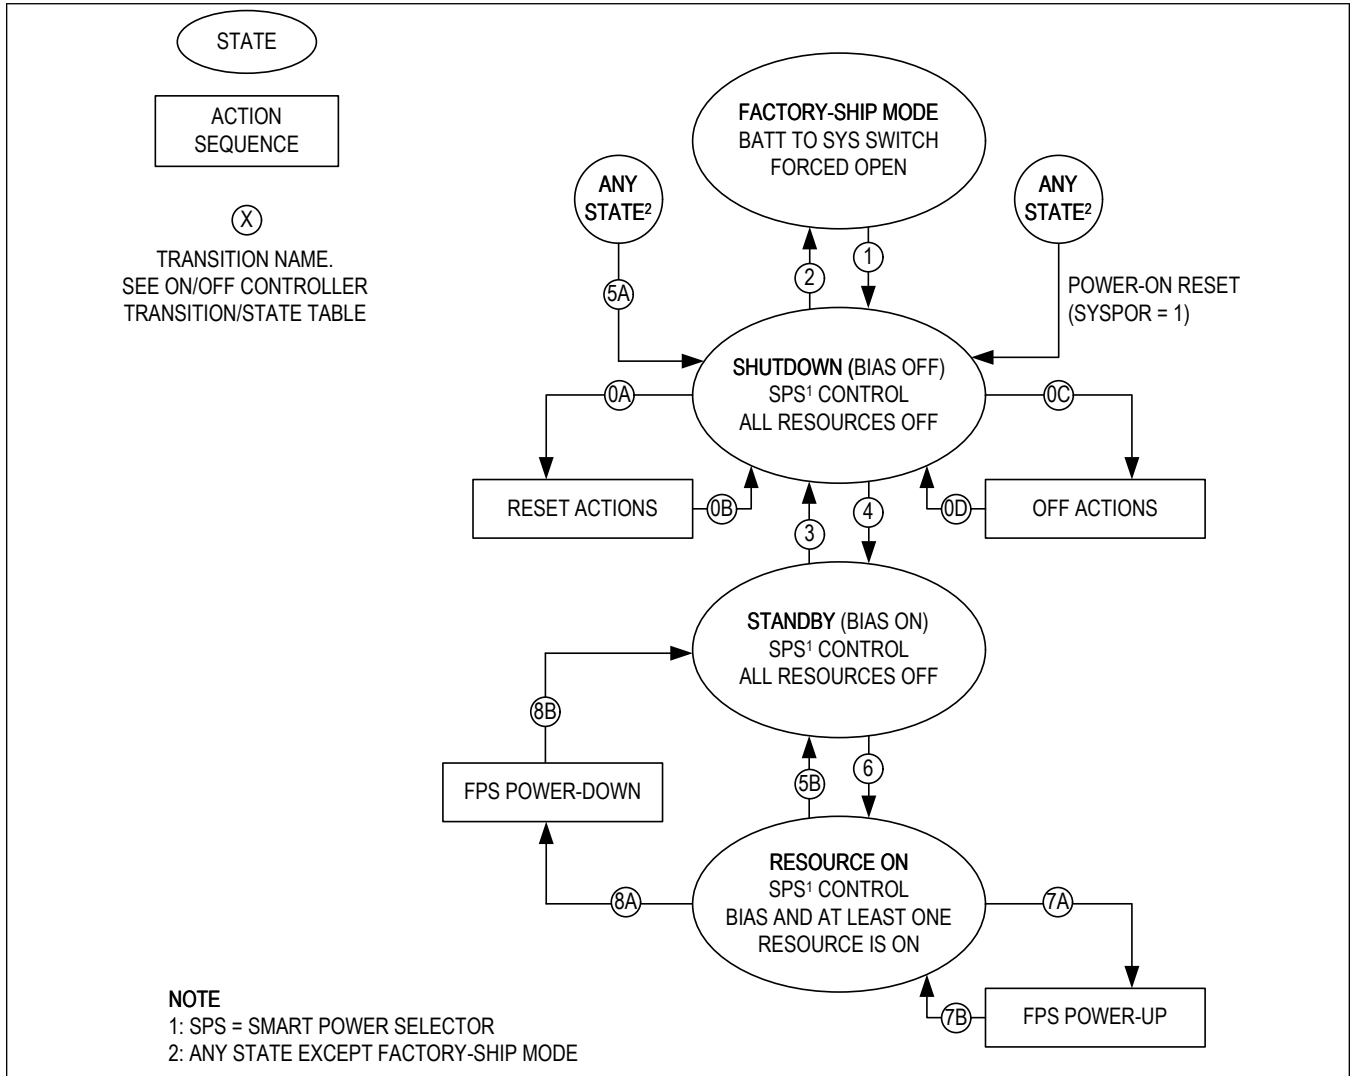 STATE
ACTION
SEQUENCE
X
TRANSITION NAME.
SEE ON/OFF CONTROLLER
TRANSITION/STATE TABLE
FACTORY-SHIP MODE
BATT TO SYS SWITCH
FORCED OPEN
ANY
STATE²
ANY
STATE²
1
2
5A
POWER-ON RESET
(SYSPOR = 1)
SHUTDOWN (BIAS OFF)
SPS¹ CONTROL
ALL RESOURCES OFF
0A
0C
RESET ACTIONS
0B
3
4
0D
OFF ACTIONS
STANDBY (BIAS ON)
SPS¹ CONTROL
ALL RESOURCES OFF
8B
FPS POWER-DOWN
5B
6
RESOURCE ON
SPS¹ CONTROL
BIAS AND AT LEAST ONE
RESOURCE IS ON
8A
7A
7B
FPS POWER-UP
NOTE
1: SPS = SMART POWER SELECTOR
2: ANY STATE EXCEPT FACTORY-SHIP MODE